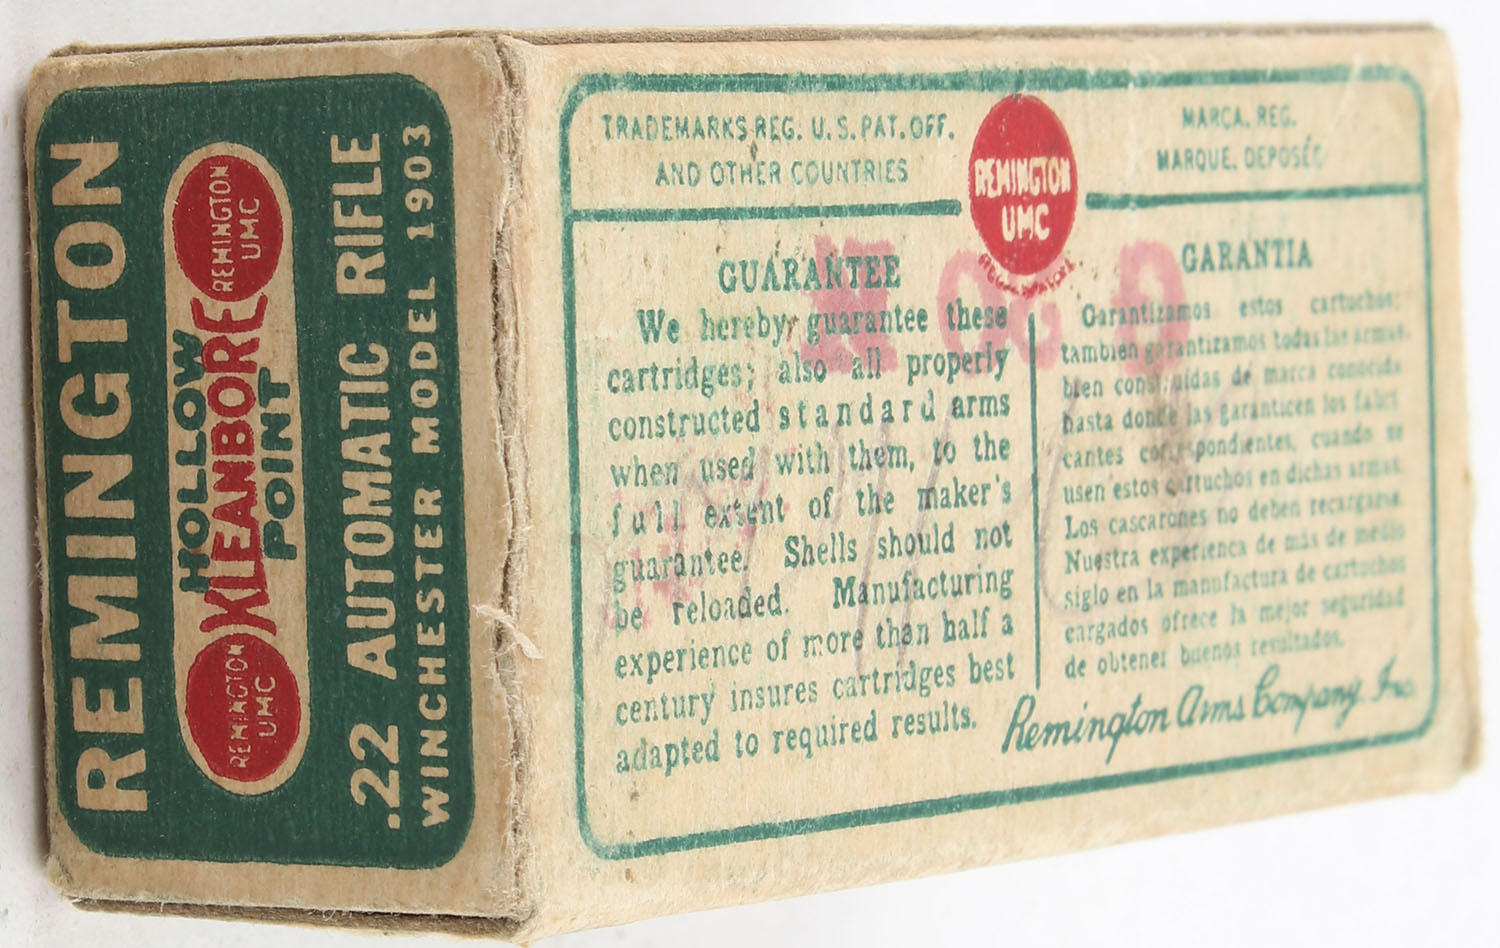 REMINGTON
REMINGTON
UMC
HOLLOW
KLEANBORE
POINT
REMINGTON
UMC
.22 AUTOMATIC RIFLE
WINCHESTER MODEL 1903
TRADEMARKS REG. U.S. PAT. OFF.
AND OTHER COUNTRIES
REMINGTON
UMC
MARCA. REG.
MARQUE. DEPOSÉE
GUARANTEE
We hereby guarantee these
cartridges; also all properly
constructed standard arms
when used with them, to the
full extent of the maker's
guarantee. Shells should not
be reloaded. Manufacturing
experience of more than half a
century insures cartridges best
adapted to required results.
GARANTIA
Garantizamos estos cartuchos;
tambien garantizamos todas las armas
bien construidas de marca conocida
hasta donde las garanticen los fabri
cantes correspondientes, cuando se
usen estos cartuchos en dichas armas.
Los cascarones no deben recargarse.
Nuestra experienca de más de medio
siglo en la manufactura de cartuchos
cargados ofrece la mejor seguridad
de obtener buenos resultados.
Remington Arms Company, Inc.